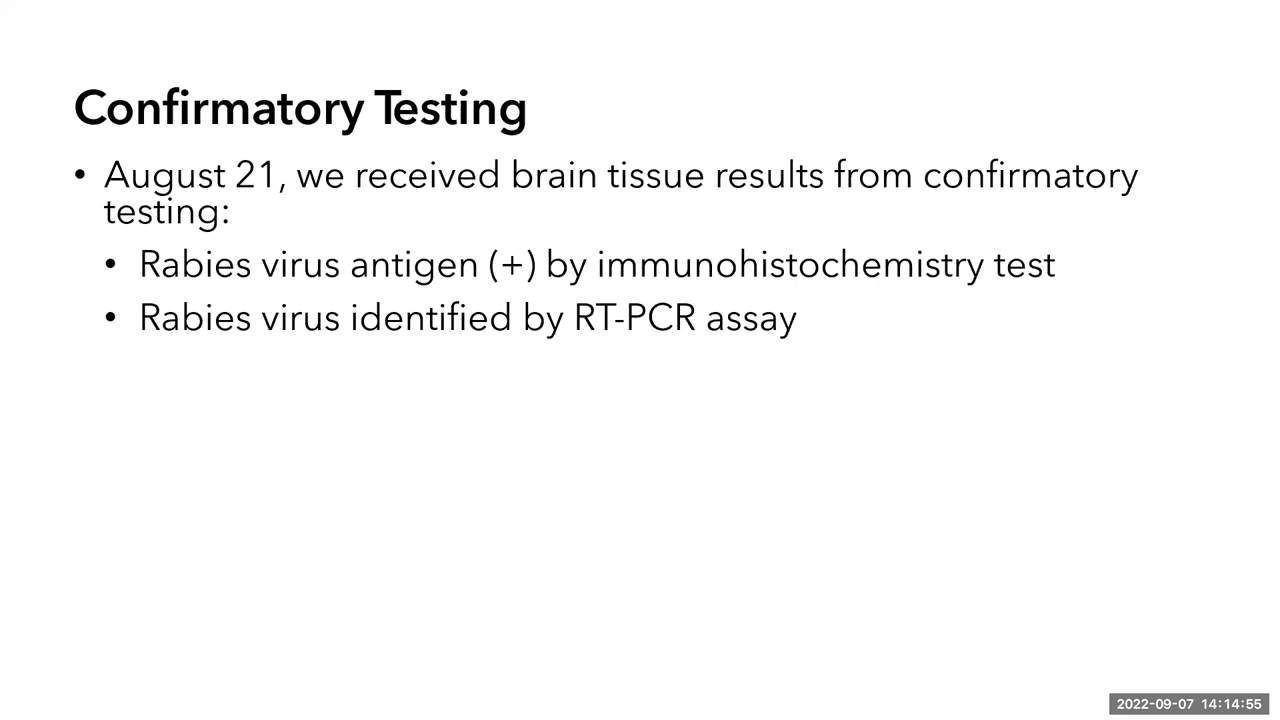 Confirmatory Testing
• August 21, we received brain tissue results from confirmatory
testing:
• Rabies virus antigen (+) by immunohistochemistry test
• Rabies virus identified by RT-PCR assay
2022-09-07 14:14:55